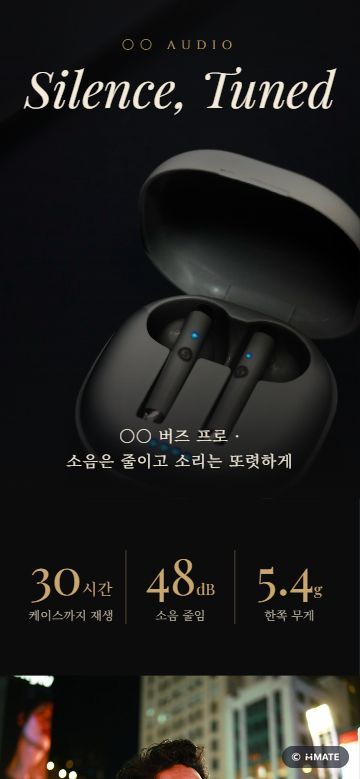 ○○ AUDIO
Silence, Tuned
○○ 버즈 프로 ·
소음은 줄이고 소리는 또렷하게
30시간 48dB 5.4g
케이스까지 재생 소음 줄임 한쪽 무게
© HMATE